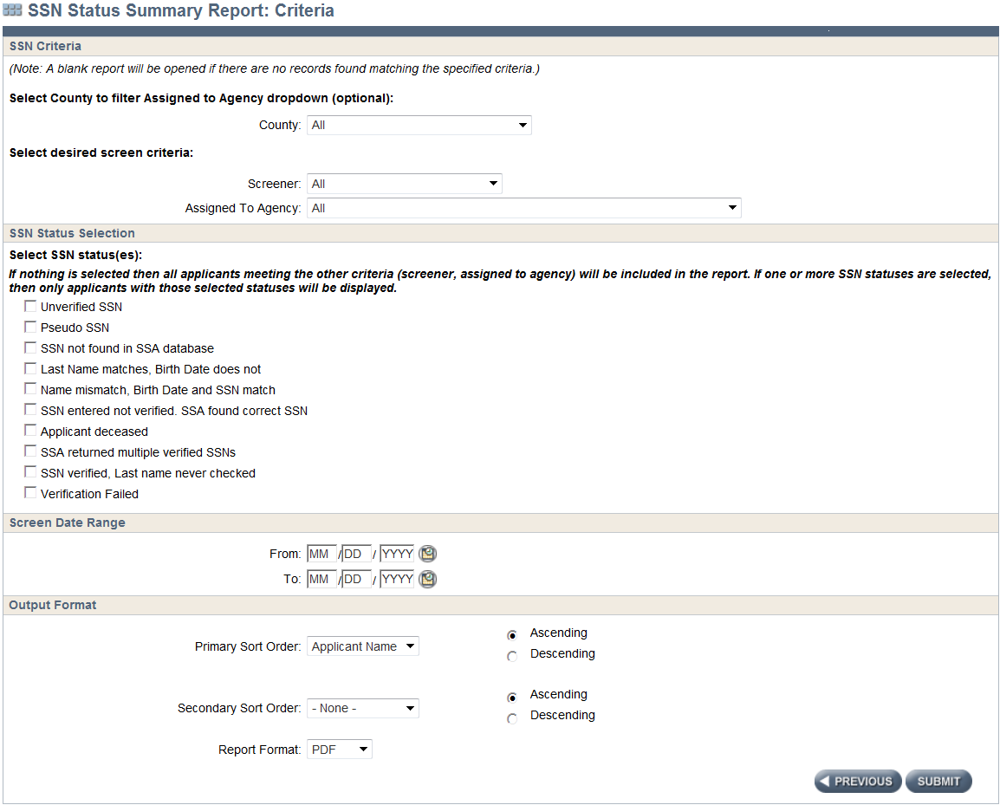 SSN Status Summary Report: Criteria
SSN Criteria
(Note: A blank report will be opened if there are no records found matching the specified criteria.)
Select County to filter Assigned to Agency dropdown (optional):
County: All
Select desired screen criteria:
Screener: All
Assigned To Agency: All
SSN Status Selection
Select SSN status(es):
If nothing is selected then all applicants meeting the other criteria (screener, assigned to agency) will be included in the report. If one or more SSN statuses are selected,
then only applicants with those selected statuses will be displayed.
Unverified SSN
Pseudo SSN
SSN not found in SSA database
Last Name matches, Birth Date does not
Name mismatch, Birth Date and SSN match
SSN entered not verified. SSA found correct SSN
Applicant deceased
SSA returned multiple verified SSNs
SSN verified, Last name never checked
Verification Failed
Screen Date Range
From: MM / DD / YYYY
To: MM / DD / YYYY
Output Format
Primary Sort Order: Applicant Name
Ascending
Descending
Secondary Sort Order: - None -
Ascending
Descending
Report Format: PDF
PREVIOUS SUBMIT